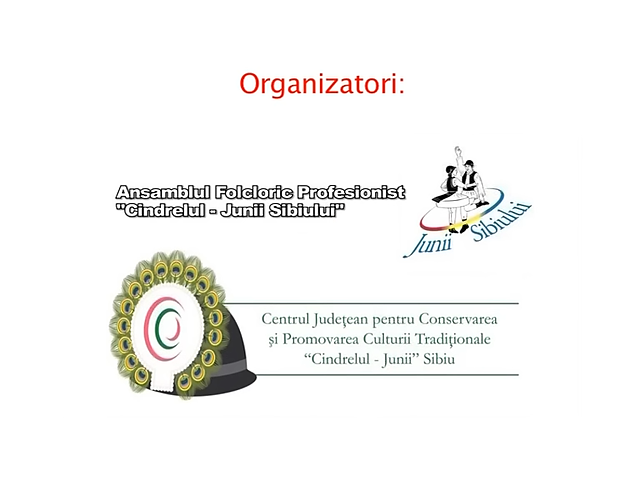 Organizatori:
Ansamblul Folcloric Profesionist
"Cindrelul - Junii Sibiului"
Junii Sibiului
Centrul Judeţean pentru Conservarea
şi Promovarea Culturii Tradiţionale
“Cindrelul - Junii” Sibiu